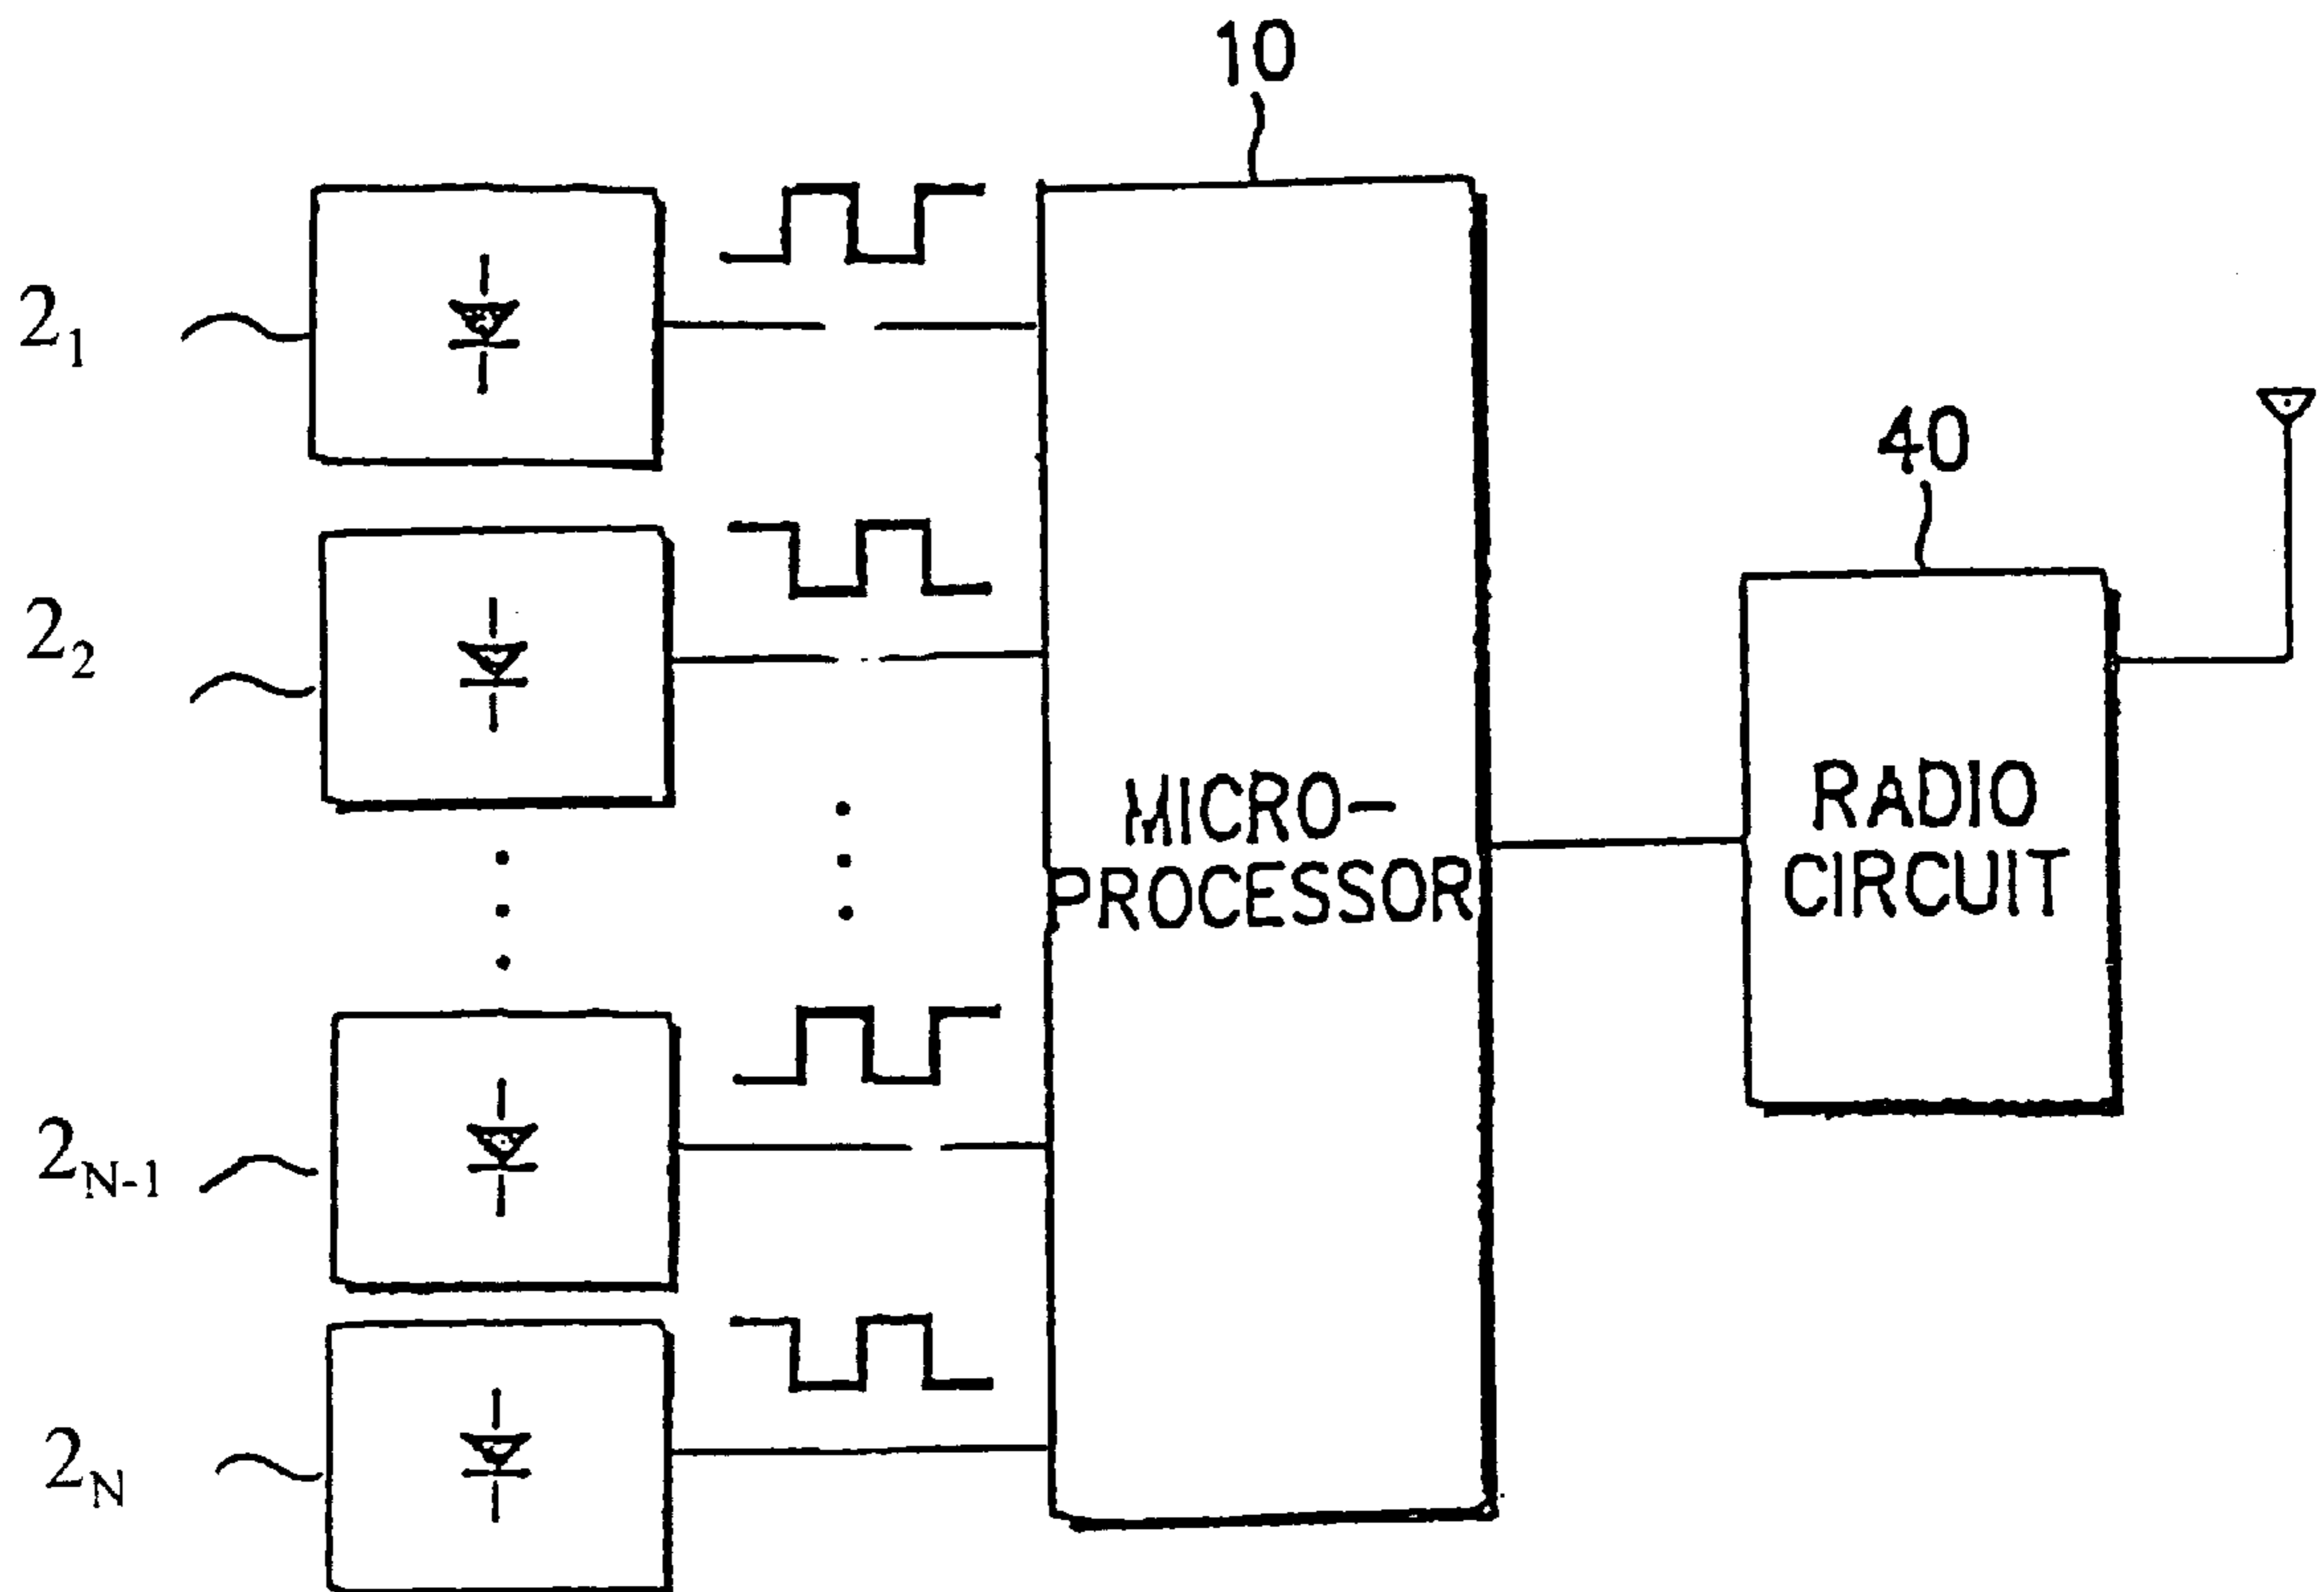 10
2₁
40
2₂
MICRO-
PROCESSOR
RADIO
CIRCUIT
2N-1
2N